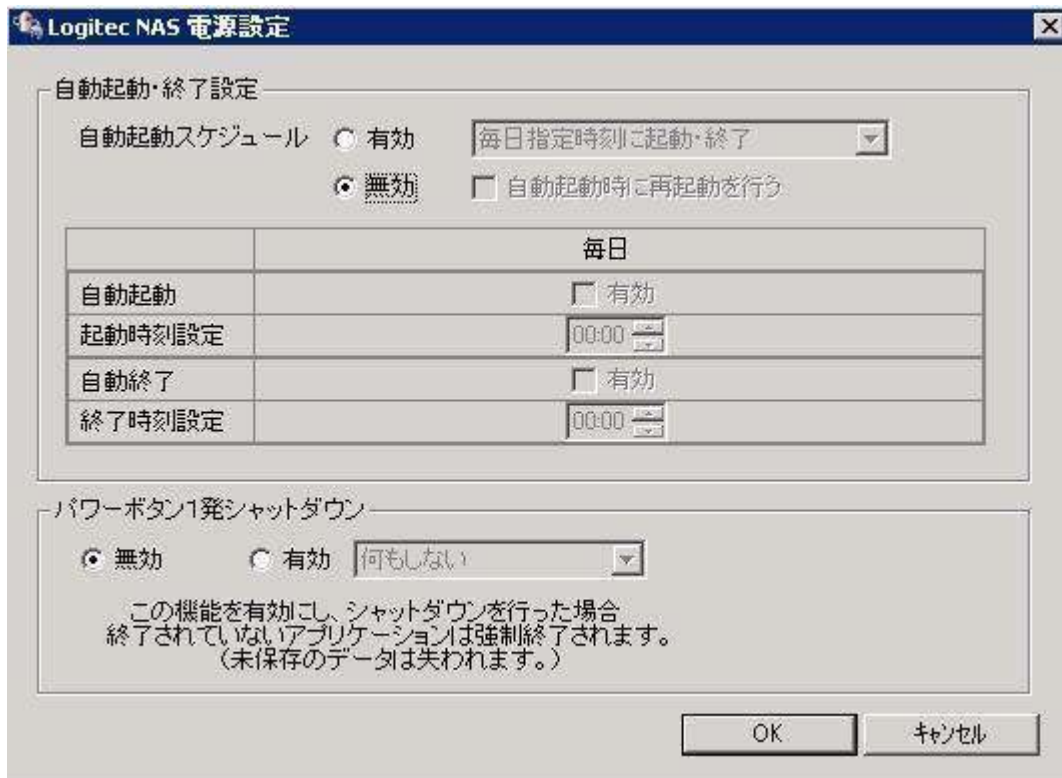 Logitec NAS 電源設定
自動起動・終了設定
自動起動スケジュール 有効 毎日指定時刻に起動・終了
無効 自動起動時に再起動を行う
毎日
自動起動 有効
起動時刻設定 00:00
自動終了 有効
終了時刻設定 00:00
パワーボタン1発シャットダウン
無効 有効 何もしない
この機能を有効にし、シャットダウンを行った場合
終了されていないアプリケーションは強制終了されます。
(未保存のデータは失われます。)
OK キャンセル